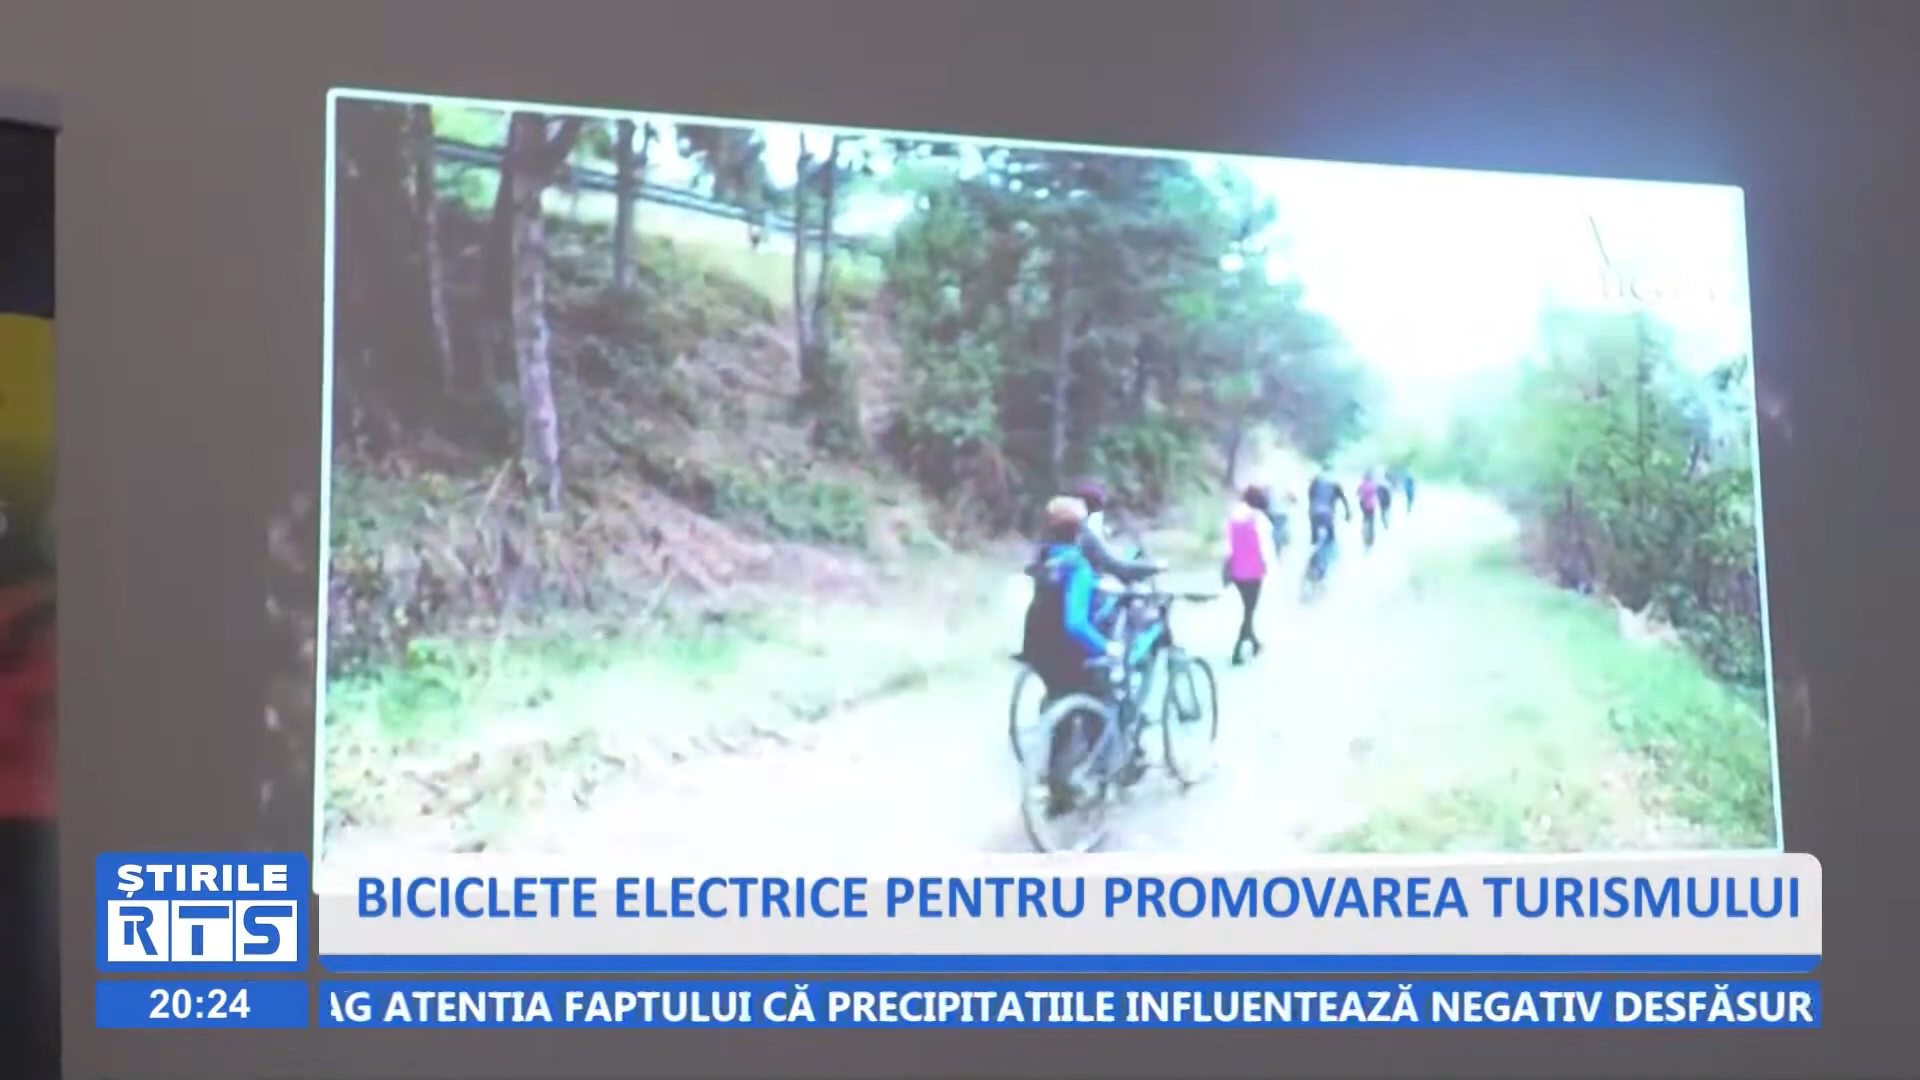 ȘTIRILE
RTS
BICICLETE ELECTRICE PENTRU PROMOVAREA TURISMULUI
20:24
AG ATENTIA FAPTULUI CĂ PRECIPITATIILE INFLUENTEAZĂ NEGATIV DESFĂSUR